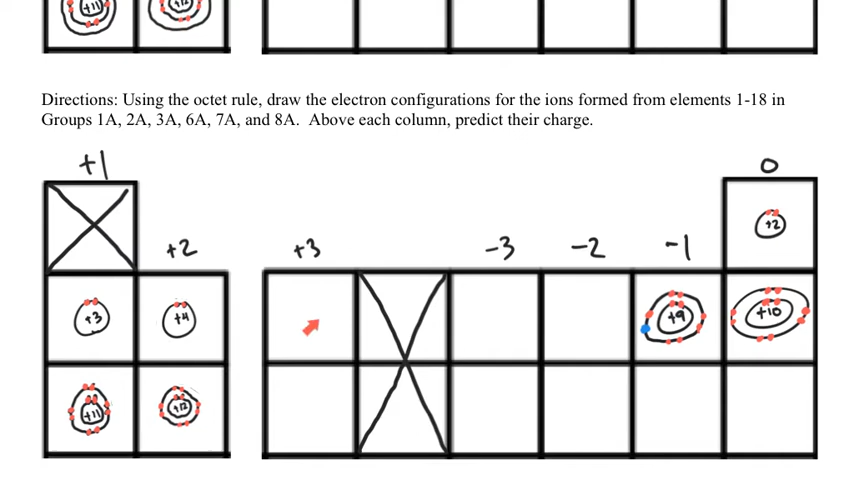 +11 +12
Directions: Using the octet rule, draw the electron configurations for the ions formed from elements 1-18 in
Groups 1A, 2A, 3A, 6A, 7A, and 8A. Above each column, predict their charge.
+1 0
+2
+2 +3 -3 -2 -1
+3 +4 +9 +10
+11 +12